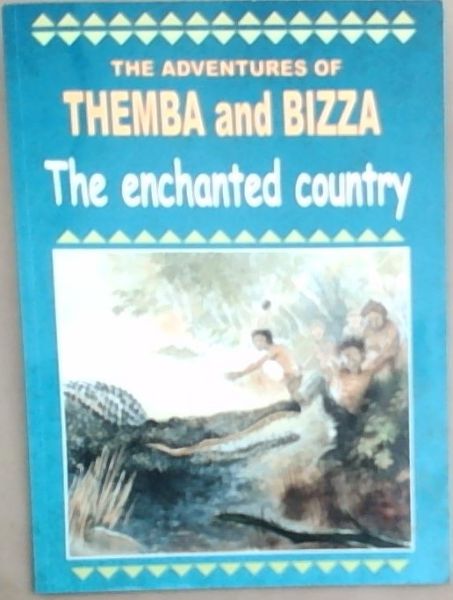 THE ADVENTURES OF
THEMBA and BIZZA
The enchanted country